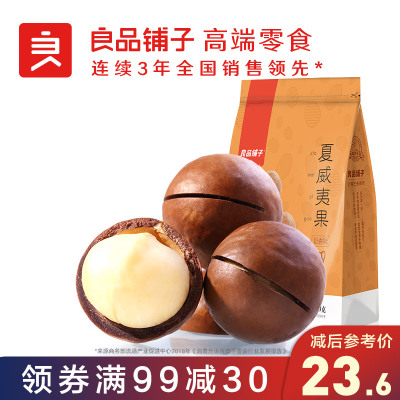 良
良品铺子 高端零食
连续3年全国销售领先*
良品铺子
夏威夷果
减后参考价
领券满99减30
23.6